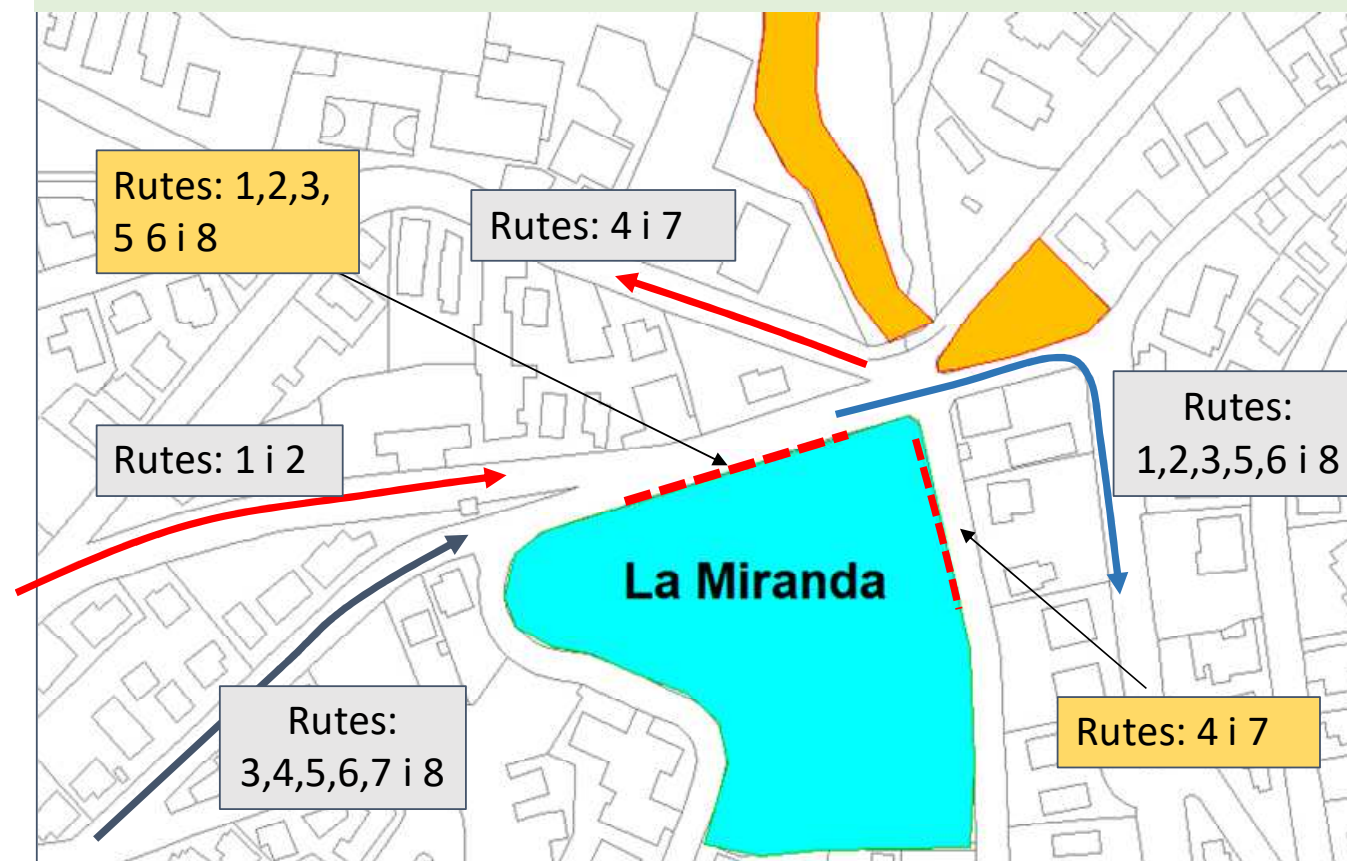 Rutes: 1,2,3,
5 6 i 8
Rutes: 4 i 7
Rutes: 1 i 2
Rutes:
1,2,3,5,6 i 8
La Miranda
Rutes:
3,4,5,6,7 i 8
Rutes: 4 i 7